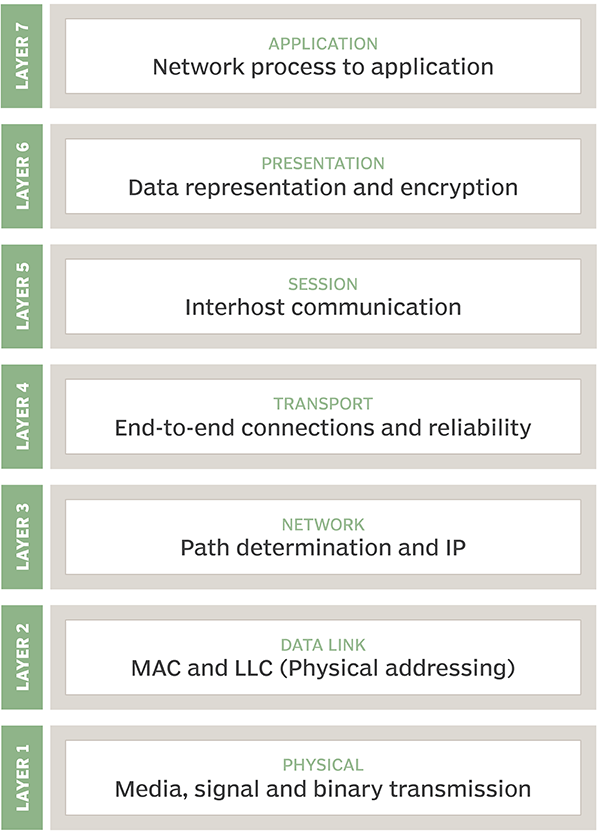 LAYER 7
APPLICATION
Network process to application
LAYER 6
PRESENTATION
Data representation and encryption
LAYER 5
SESSION
Interhost communication
LAYER 4
TRANSPORT
End-to-end connections and reliability
LAYER 3
NETWORK
Path determination and IP
LAYER 2
DATA LINK
MAC and LLC (Physical addressing)
LAYER 1
PHYSICAL
Media, signal and binary transmission